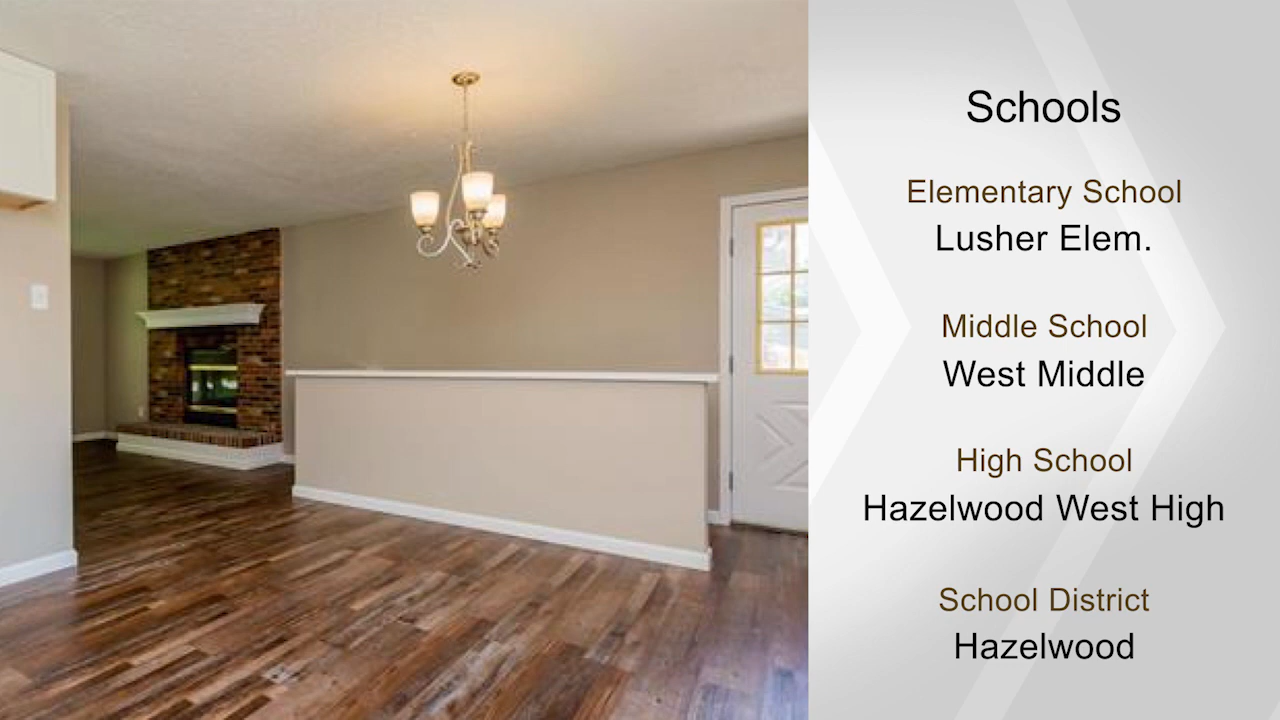 Schools
Elementary School
Lusher Elem.
Middle School
West Middle
High School
Hazelwood West High
School District
Hazelwood